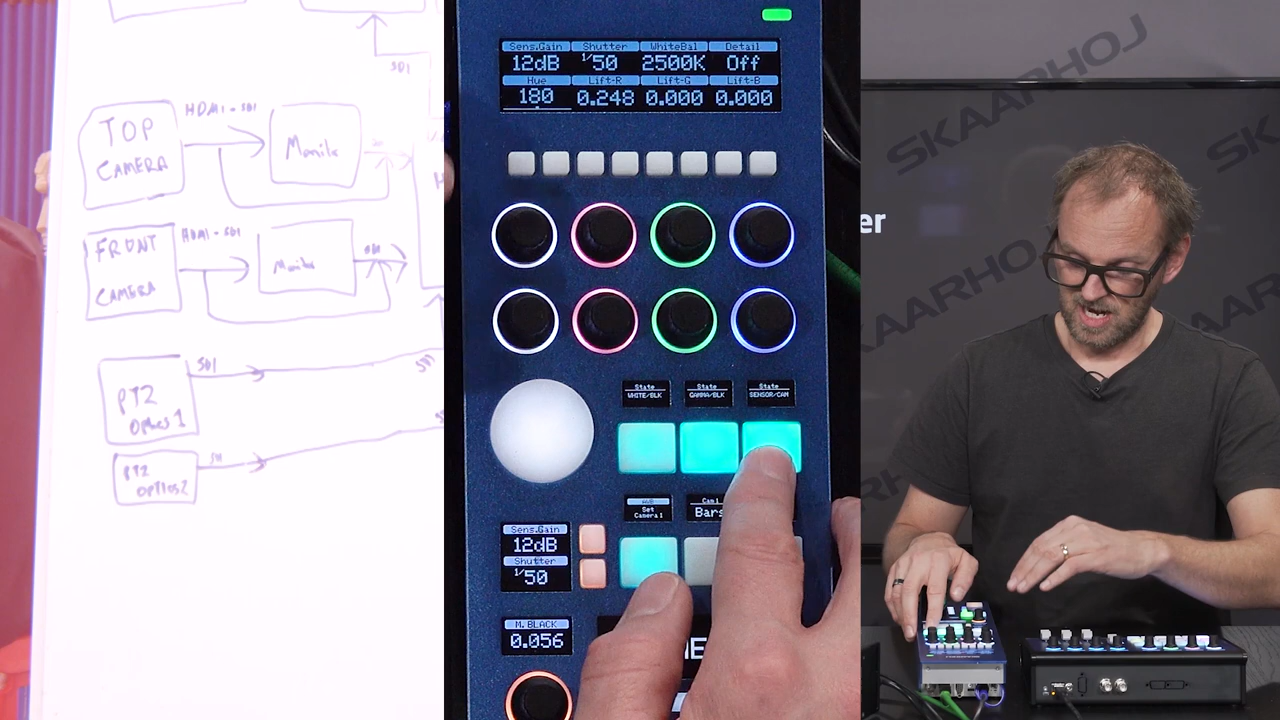 SDI
TOP
CAMERA
HDMI-SDI
FRONT
CAMERA
HDMI-SDI
SDI
PTZ
Optics 1
SDI
PTZ
OPTICS 2
Sens.Gain Shutter WhiteBal Detail
12dB 1/50 2500K Off
Hue Lift-R Lift-G Lift-B
180 0.248 0.000 0.000
State State State
WHITE/BLK GAMMA/BLK SENSOR/CAM
Set
Camera 1
Cam1
Bars
Sens.Gain
12dB
Shutter
1/50
M.BLACK
0.056
SKAARHOJ
er